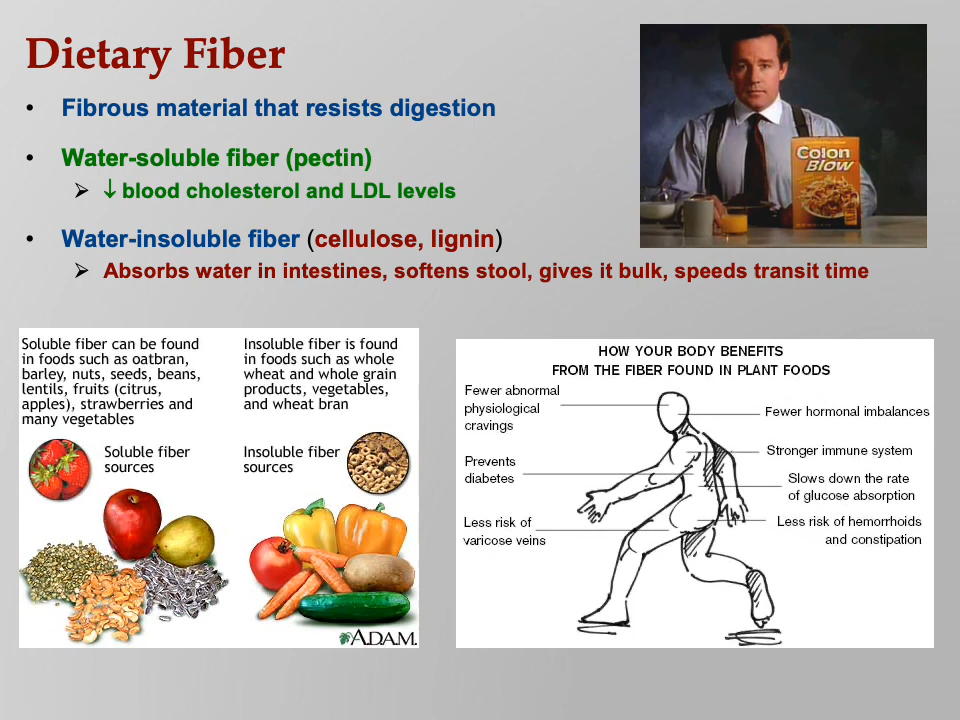 Dietary Fiber
• Fibrous material that resists digestion
• Water-soluble fiber (pectin)
➢ ↓ blood cholesterol and LDL levels
• Water-insoluble fiber (cellulose, lignin)
➢ Absorbs water in intestines, softens stool, gives it bulk, speeds transit time
Colon
Blow
Soluble fiber can be found
in foods such as oatbran,
barley, nuts, seeds, beans,
lentils, fruits (citrus,
apples), strawberries and
many vegetables
Insoluble fiber is found
in foods such as whole
wheat and whole grain
products, vegetables,
and wheat bran
Soluble fiber
sources
Insoluble fiber
sources
A.D.A.M.
HOW YOUR BODY BENEFITS
FROM THE FIBER FOUND IN PLANT FOODS
Fewer abnormal
physiological
cravings
Prevents
diabetes
Less risk of
varicose veins
Fewer hormonal imbalances
Stronger immune system
Slows down the rate
of glucose absorption
Less risk of hemorrhoids
and constipation